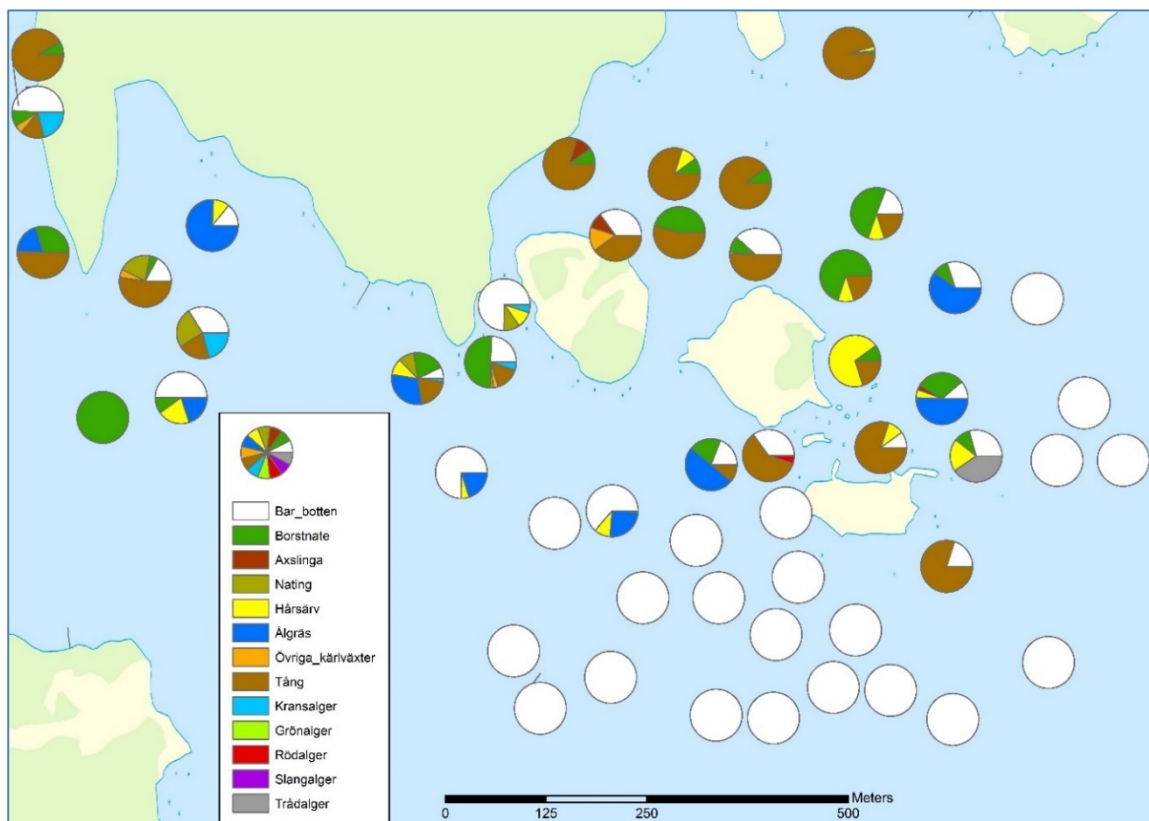 Bar_botten
Borstnate
Axslinga
Nating
Hårsärv
Ålgräs
Övriga_kärlväxter
Tång
Kransalger
Grönalger
Rödalger
Slangalger
Trådalger
Meters
0 125 250 500